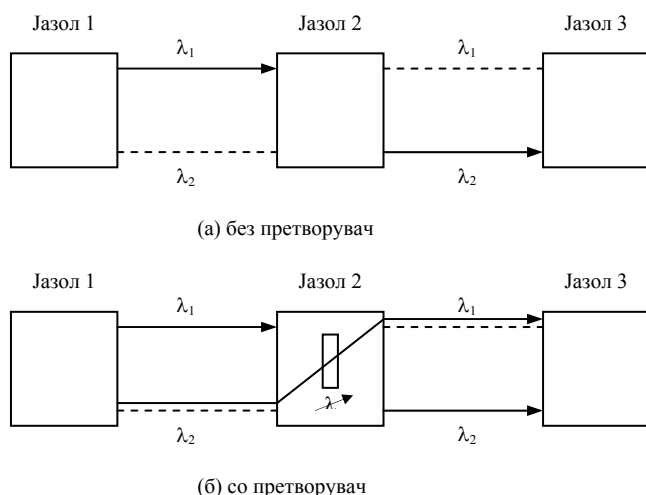 Јазол 1 Јазол 2 Јазол 3
λ1 λ1
λ2 λ2
(а) без претворувач
Јазол 1 Јазол 2 Јазол 3
λ1 λ1
λ
λ2 λ2
(б) со претворувач